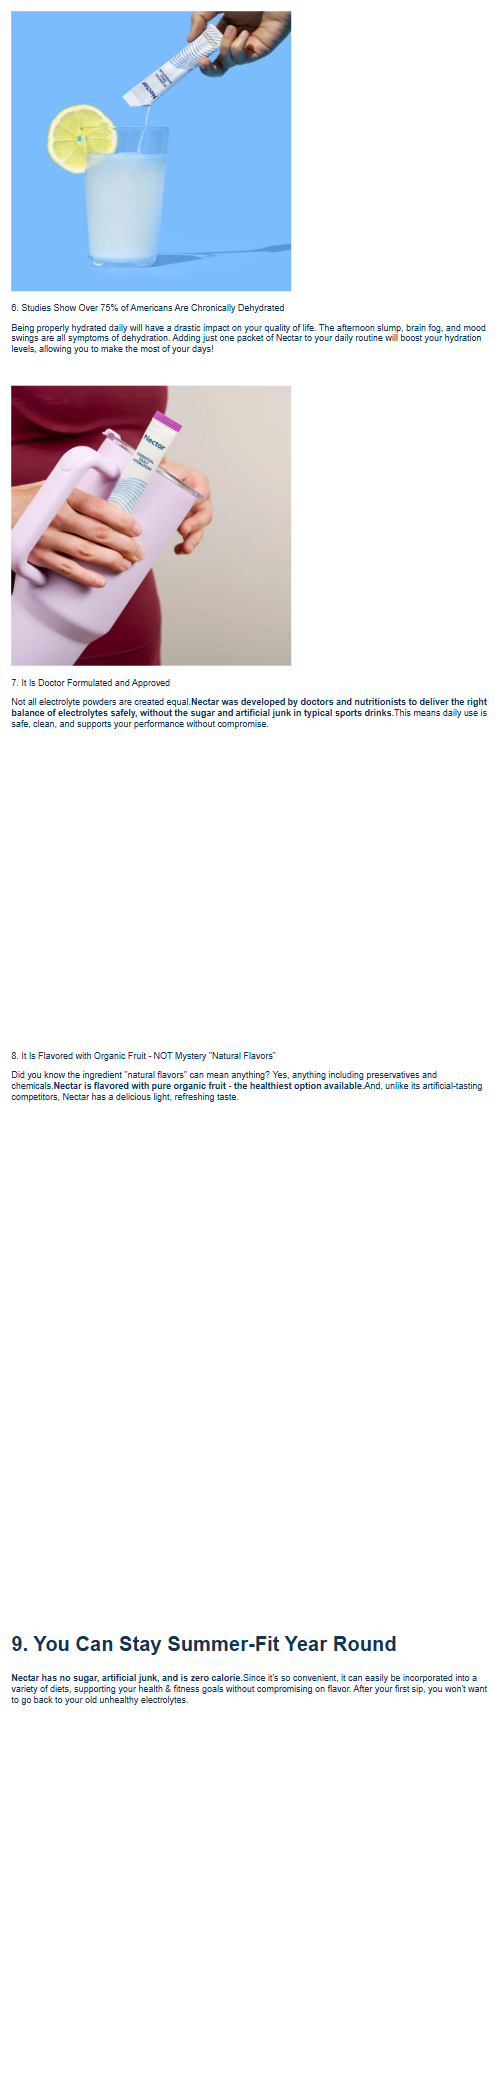 Nectar
6. Studies Show Over 75% of Americans Are Chronically Dehydrated
Being properly hydrated daily will have a drastic impact on your quality of life. The afternoon slump, brain fog, and mood
swings are all symptoms of dehydration. Adding just one packet of Nectar to your daily routine will boost your hydration
levels, allowing you to make the most of your days!
Nectar
ESSENTIAL
DAILY
HYDRATION
7. It Is Doctor Formulated and Approved
Not all electrolyte powders are created equal.Nectar was developed by doctors and nutritionists to deliver the right
balance of electrolytes safely, without the sugar and artificial junk in typical sports drinks.This means daily use is
safe, clean, and supports your performance without compromise.
8. It Is Flavored with Organic Fruit - NOT Mystery "Natural Flavors"
Did you know the ingredient "natural flavors" can mean anything? Yes, anything including preservatives and
chemicals.Nectar is flavored with pure organic fruit - the healthiest option available.And, unlike its artificial-tasting
competitors, Nectar has a delicious light, refreshing taste.
9. You Can Stay Summer-Fit Year Round
Nectar has no sugar, artificial junk, and is zero calorie.Since it's so convenient, it can easily be incorporated into a
variety of diets, supporting your health & fitness goals without compromising on flavor. After your first sip, you won't want
to go back to your old unhealthy electrolytes.